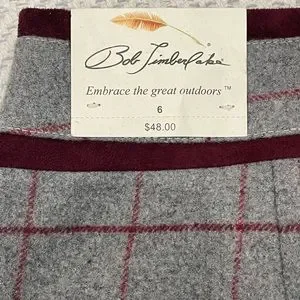 Bob Timberlake
Embrace the great outdoors™
6
$48.00